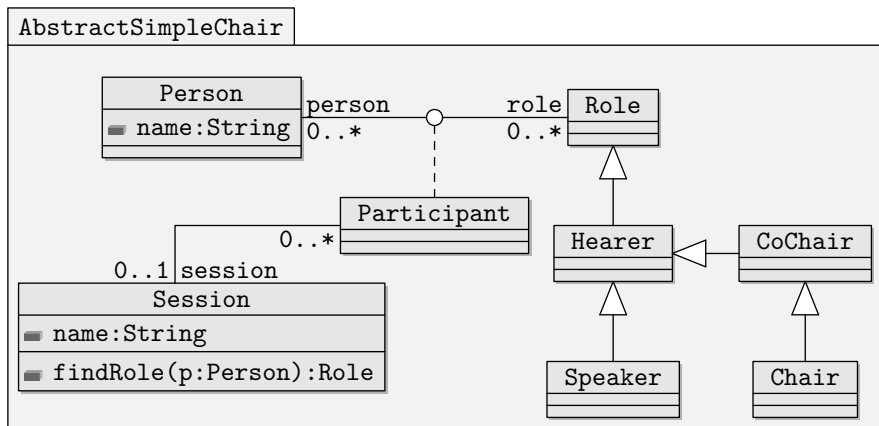 AbstractSimpleChair
Person
name:String
person
0..*
role
0..*
Role
Participant
0..*
0..1 session
Hearer
CoChair
Session
name:String
findRole(p:Person):Role
Speaker
Chair